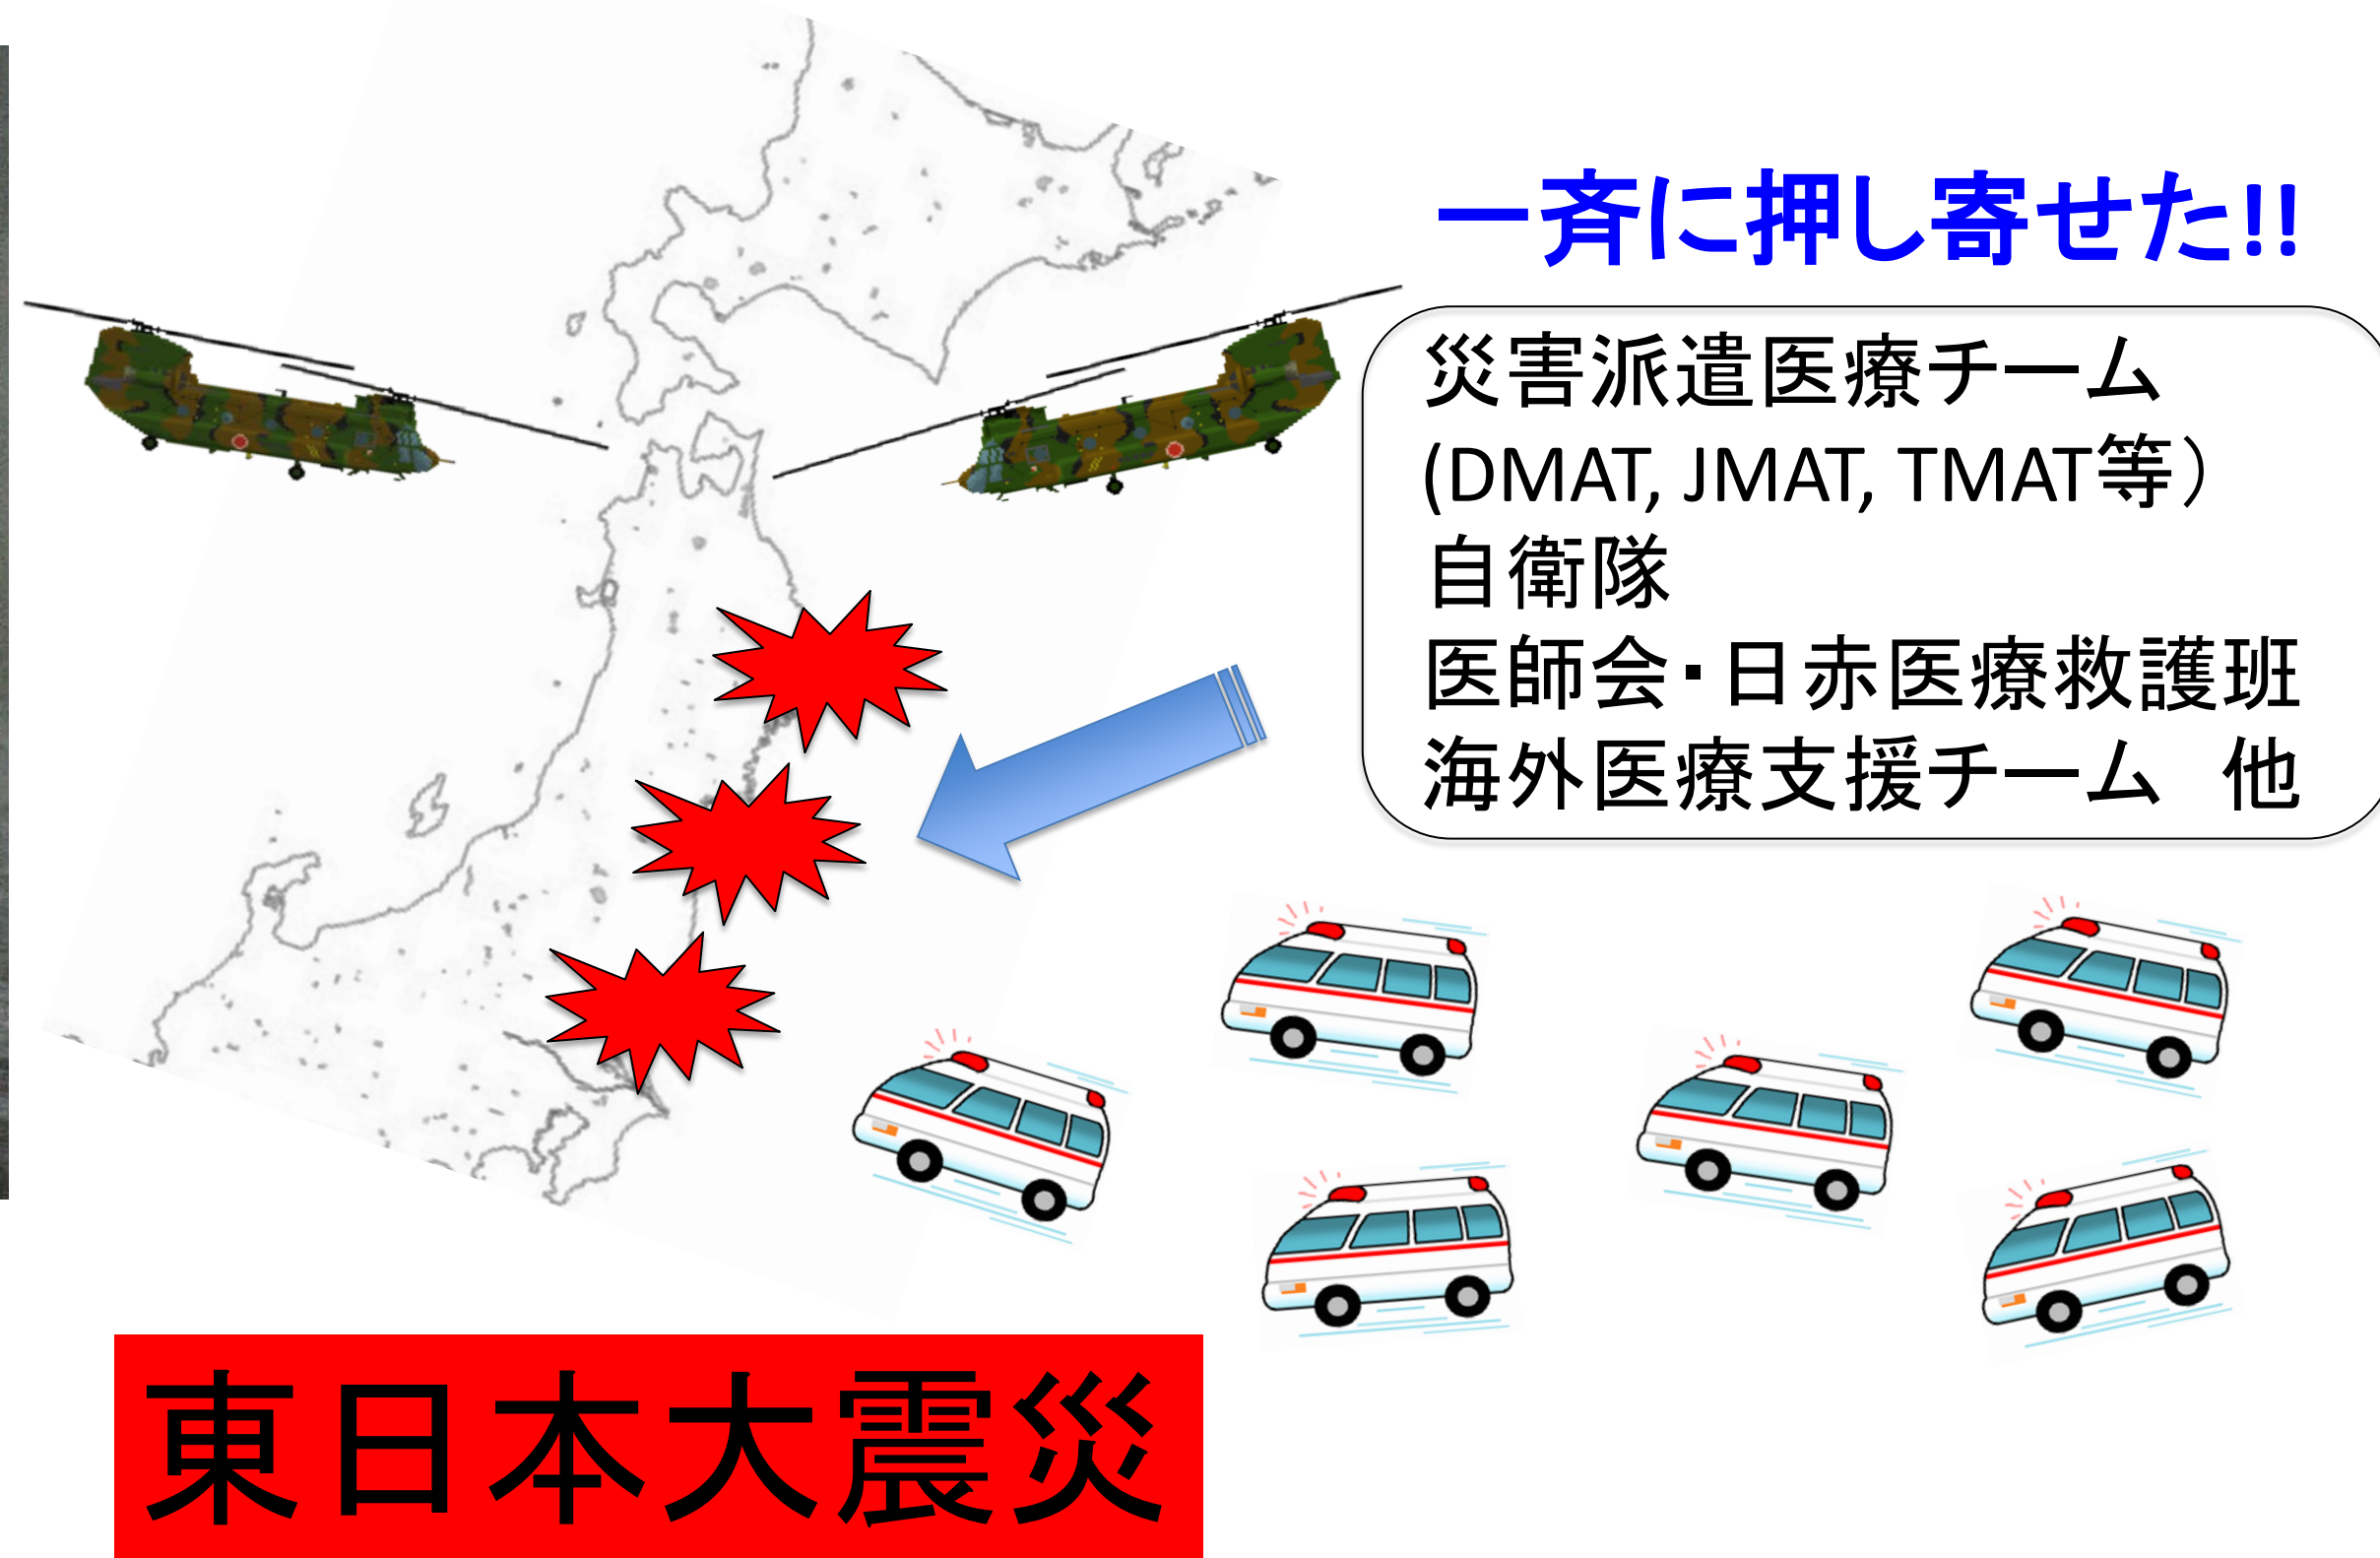 一斉に押し寄せた!!
災害派遣医療チーム
(DMAT, JMAT, TMAT等）
自衛隊
医師会・日赤医療救護班
海外医療支援チーム　他
東日本大震災